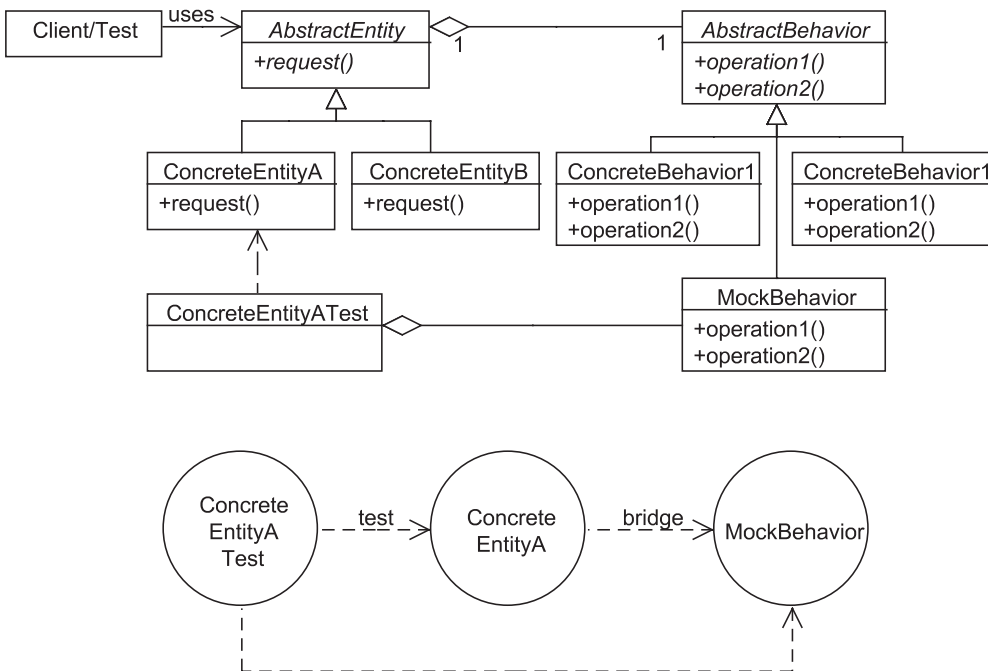 Client/Test
uses
AbstractEntity
+request()
1
1
AbstractBehavior
+operation1()
+operation2()
ConcreteEntityA
+request()
ConcreteEntityB
+request()
ConcreteBehavior1
+operation1()
+operation2()
ConcreteBehavior1
+operation1()
+operation2()
ConcreteEntityATest
MockBehavior
+operation1()
+operation2()
Concrete
EntityA
Test
test
Concrete
EntityA
bridge
MockBehavior